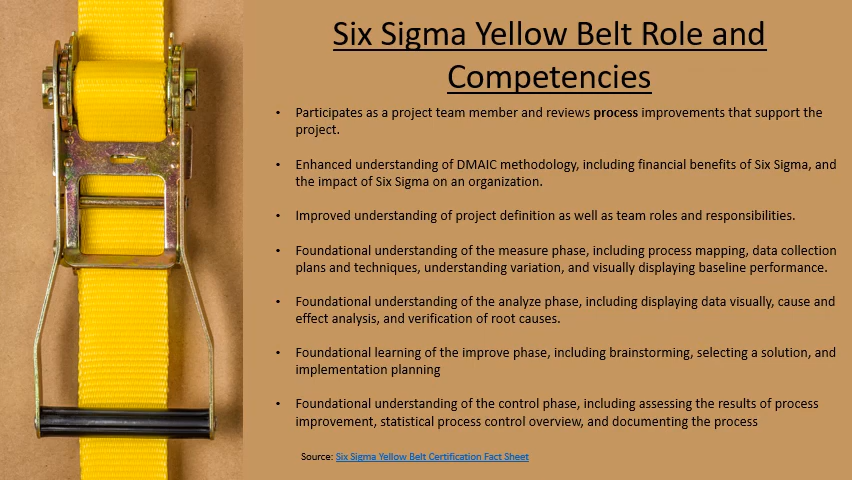 Six Sigma Yellow Belt Role and
Competencies
• Participates as a project team member and reviews process improvements that support the
project.
• Enhanced understanding of DMAIC methodology, including financial benefits of Six Sigma, and
the impact of Six Sigma on an organization.
• Improved understanding of project definition as well as team roles and responsibilities.
• Foundational understanding of the measure phase, including process mapping, data collection
plans and techniques, understanding variation, and visually displaying baseline performance.
• Foundational understanding of the analyze phase, including displaying data visually, cause and
effect analysis, and verification of root causes.
• Foundational learning of the improve phase, including brainstorming, selecting a solution, and
implementation planning
• Foundational understanding of the control phase, including assessing the results of process
improvement, statistical process control overview, and documenting the process
Source: Six Sigma Yellow Belt Certification Fact Sheet